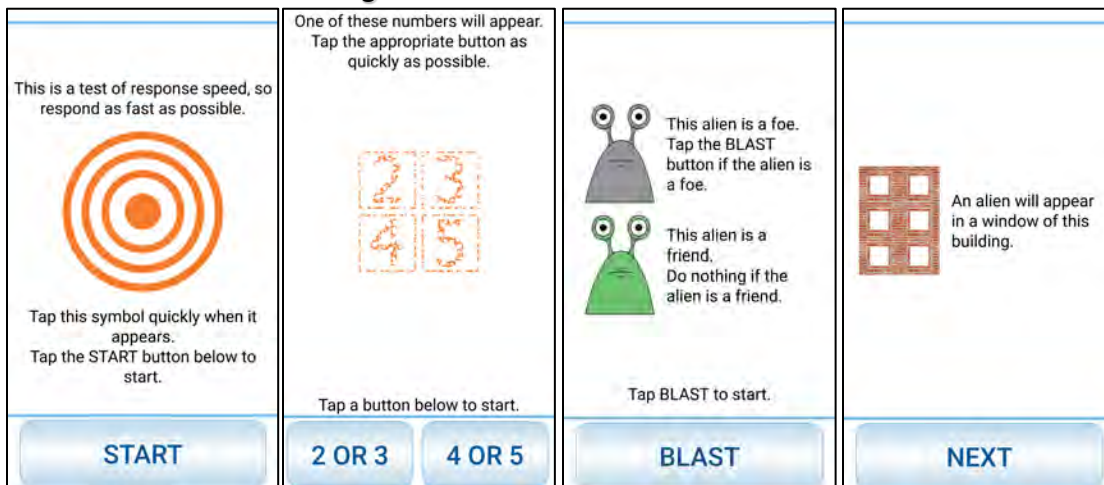 This is a test of response speed, so
respond as fast as possible.
Tap this symbol quickly when it
appears.
Tap the START button below to
start.
START
One of these numbers will appear.
Tap the appropriate button as
quickly as possible.
2 3
4 5
Tap a button below to start.
2 OR 3 4 OR 5
This alien is a foe.
Tap the BLAST
button if the alien is
a foe.
This alien is a
friend.
Do nothing if the
alien is a friend.
Tap BLAST to start.
BLAST
An alien will appear
in a window of this
building.
NEXT